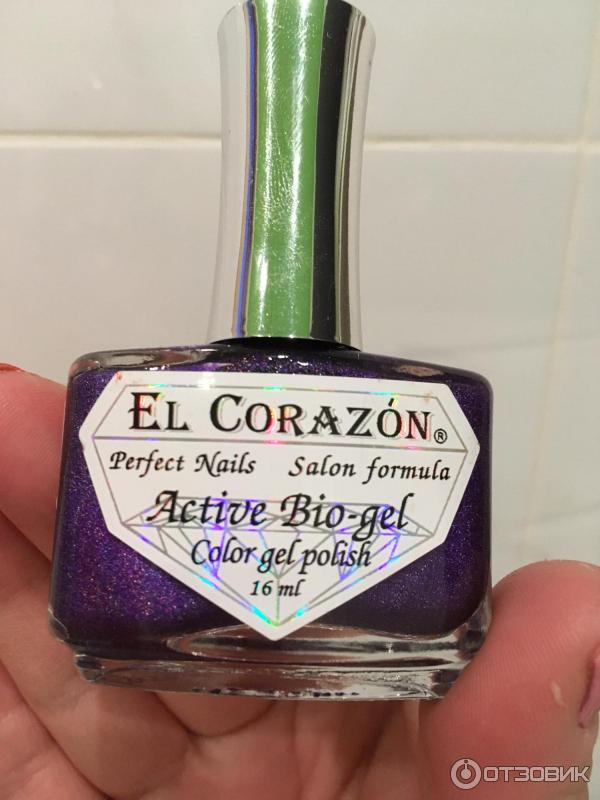 EL CORAZÓN®
Perfect Nails Salon formula
Active Bio-gel
Color gel polish
16 ml
ОТЗОВИК